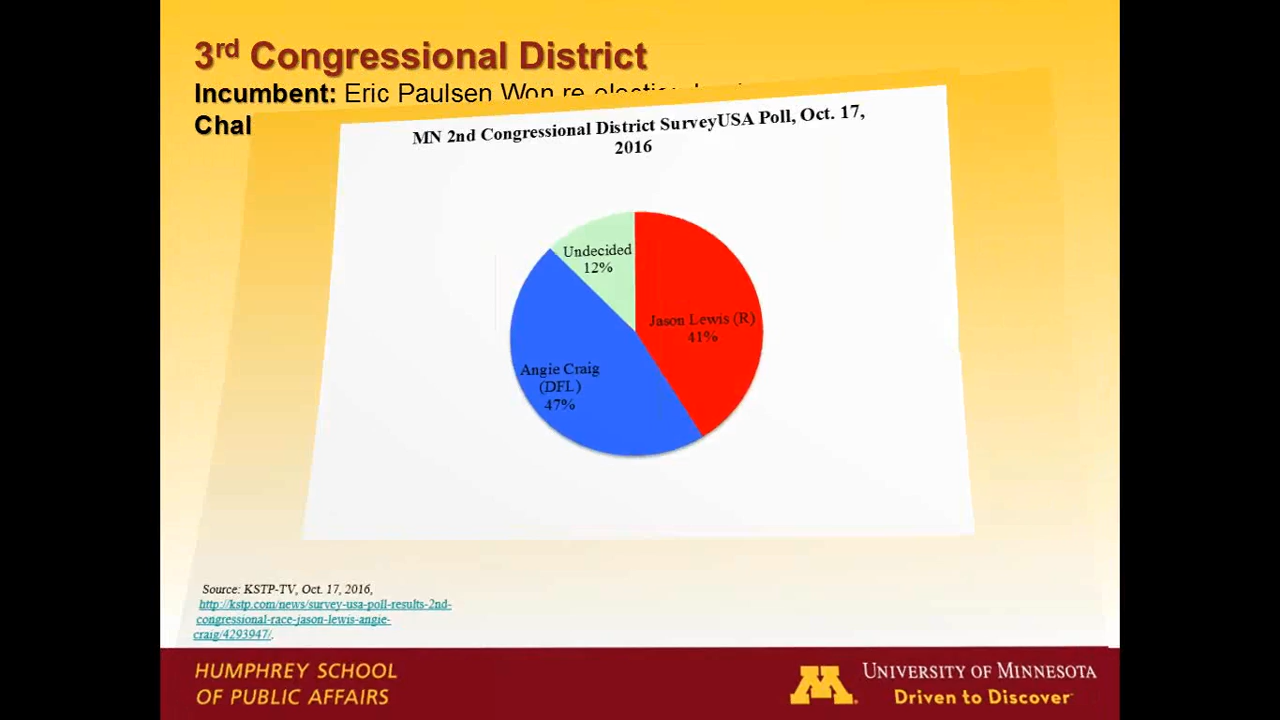 3rd Congressional District
Incumbent: Eric Paulsen Won re-election
Chal
MN 2nd Congressional District SurveyUSA Poll, Oct. 17,
2016
Undecided
12%
Jason Lewis (R)
41%
Angie Craig
(DFL)
47%
Source: KSTP-TV, Oct. 17, 2016,
http://kstp.com/news/survey-usa-poll-results-2nd-
congressional-race-jason-lewis-angie-
craig/4293947/.
HUMPHREY SCHOOL
OF PUBLIC AFFAIRS
M
UNIVERSITY OF MINNESOTA
Driven to Discover